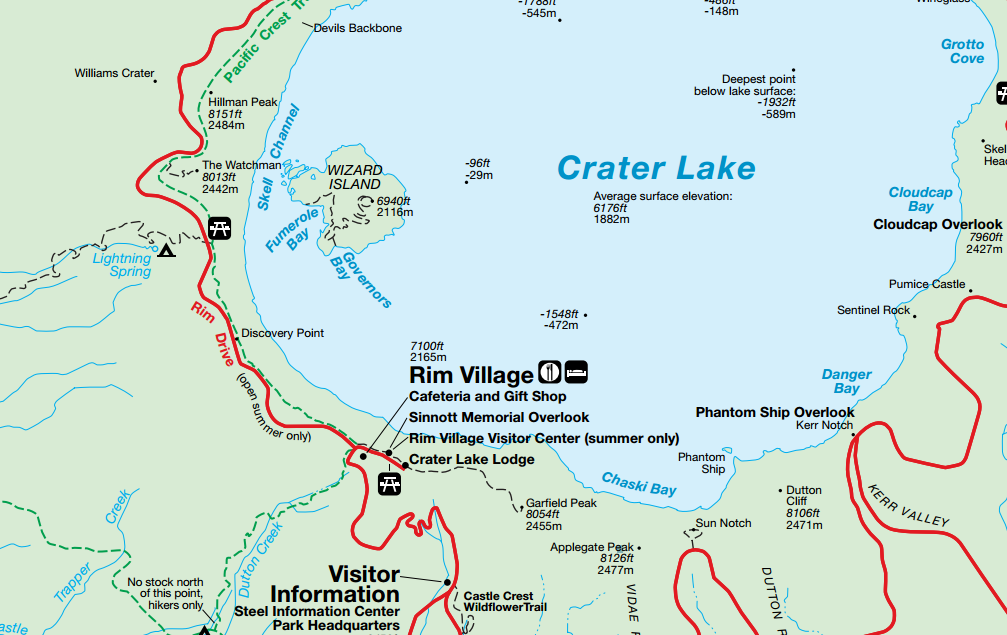 -1788ft
-545m
-486ft
-148m
Devils Backbone
Pacific Crest
Grotto
Cove
Williams Crater
Deepest point
below lake surface:
-1932ft
-589m
Hillman Peak
8151ft
2484m
Skell Channel
The Watchman
8013ft
2442m
WIZARD
ISLAND
6940ft
2116m
-96ft
-29m
Crater Lake
Average surface elevation:
6176ft
1882m
Cloudcap
Bay
Cloudcap Overlook
7960ft
2427m
Fumerole
Bay
Governors
Bay
Lightning
Spring
Pumice Castle
Sentinel Rock
Rim Drive
(open summer only)
Discovery Point
-1548ft
-472m
7100ft
2165m
Rim Village
Cafeteria and Gift Shop
Sinnott Memorial Overlook
Rim Village Visitor Center (summer only)
Crater Lake Lodge
Danger
Bay
Phantom Ship Overlook
Kerr Notch
Phantom
Ship
Chaski Bay
Garfield Peak
8054ft
2455m
Dutton
Cliff
8106ft
2471m
KERR VALLEY
Sun Notch
Applegate Peak
8126ft
2477m
Trapper Creek
Dutton Creek
No stock north
of this point,
hikers only
Visitor
Information
Steel Information Center
Park Headquarters
Castle Crest
WildflowerTrail
VIDAE
DUTTON